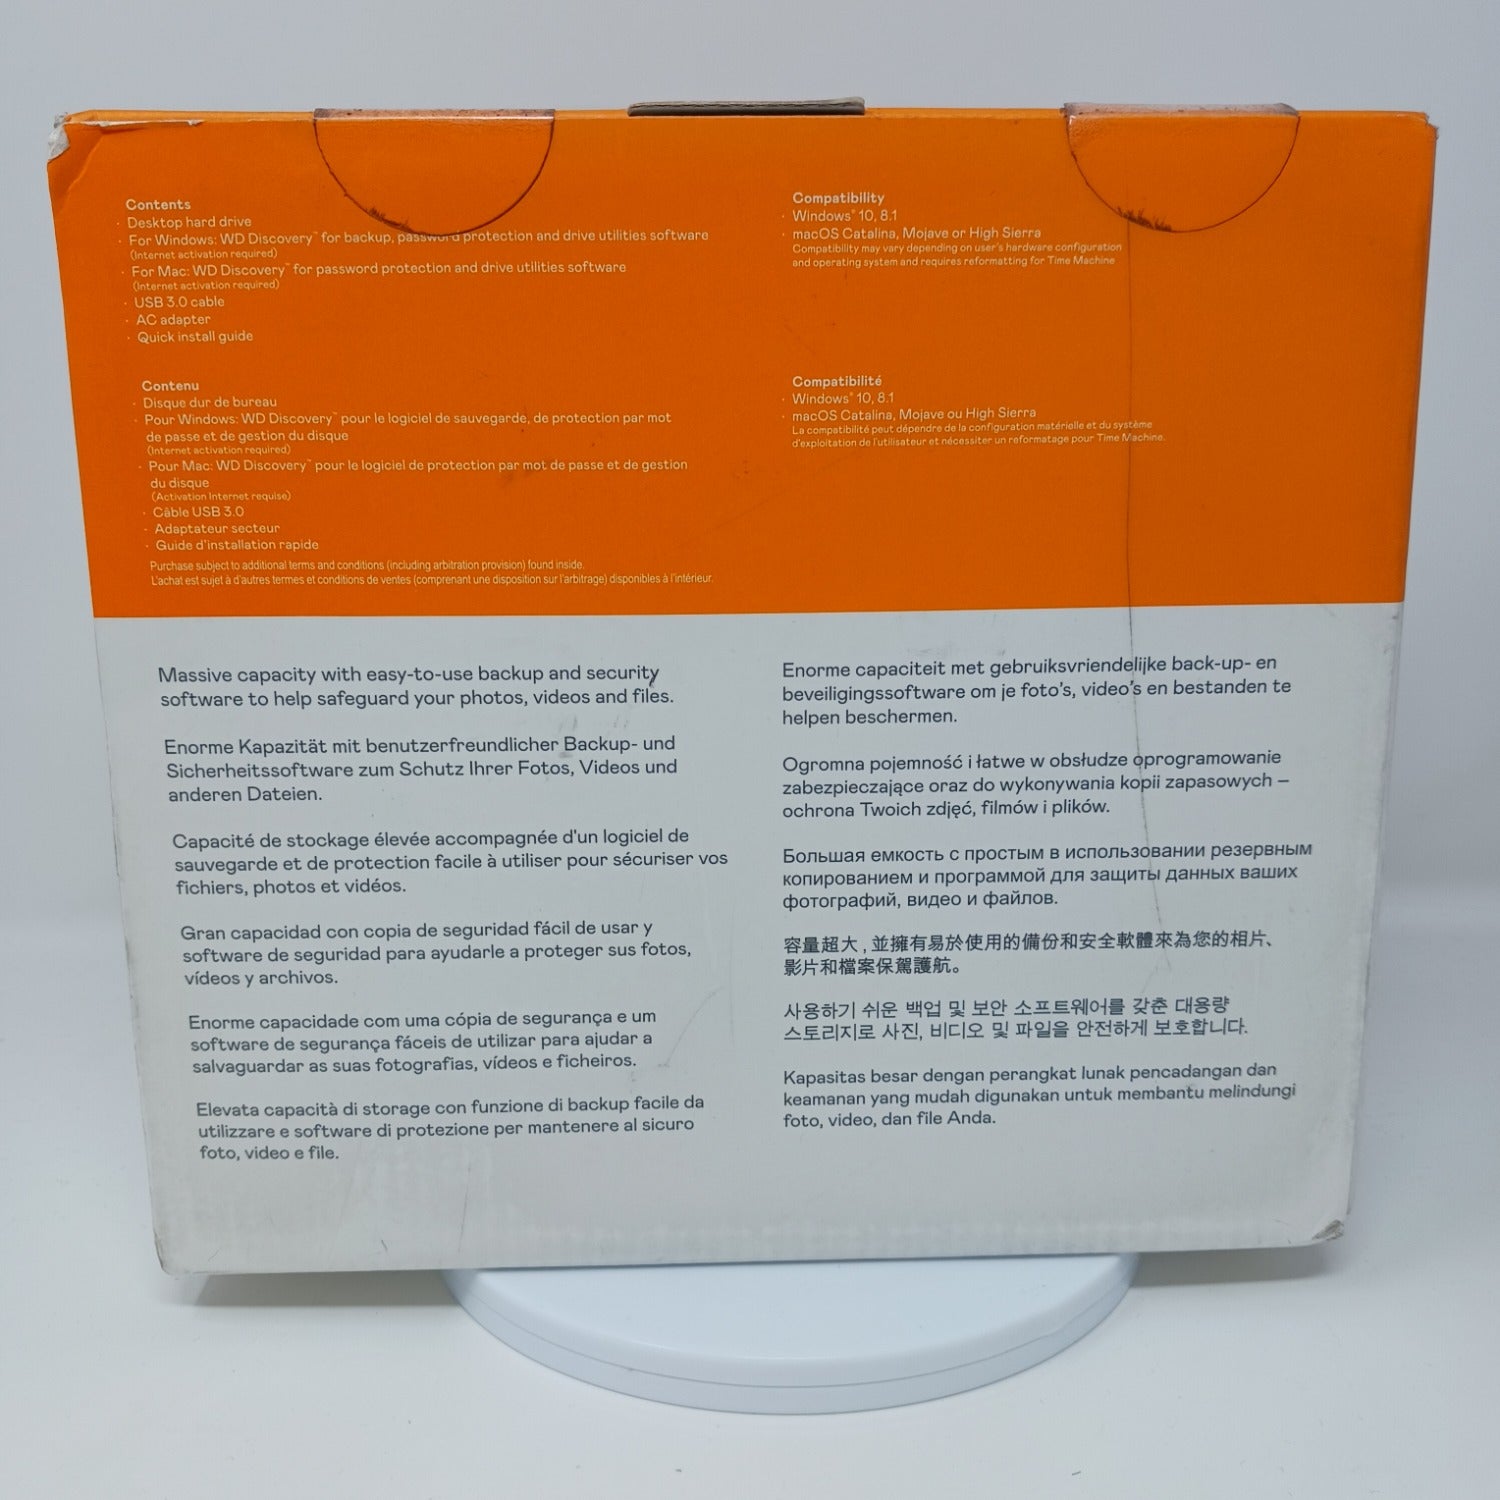 Contents
· Desktop hard drive
· For Windows: WD Discovery™ for backup, password protection and drive utilities software
(Internet activation required)
· For Mac: WD Discovery™ for password protection and drive utilities software
(Internet activation required)
· USB 3.0 cable
· AC adapter
· Quick install guide
Contenu
· Disque dur de bureau
· Pour Windows: WD Discovery™ pour le logiciel de sauvegarde, de protection par mot
de passe et de gestion du disque
(Internet activation required)
· Pour Mac: WD Discovery™ pour le logiciel de protection par mot de passe et de gestion
du disque
(Activation Internet requise)
· Câble USB 3.0
· Adaptateur secteur
· Guide d'installation rapide
Purchase subject to additional terms and conditions (including arbitration provision) found inside.
L'achat est sujet à d'autres termes et conditions de ventes (comprenant une disposition sur l'arbitrage) disponibles à l'intérieur.
Compatibility
· Windows® 10, 8.1
· macOS Catalina, Mojave or High Sierra
Compatibility may vary depending on user's hardware configuration
and operating system and requires reformatting for Time Machine
Compatibilité
· Windows® 10, 8.1
· macOS Catalina, Mojave ou High Sierra
La compatibilité peut dépendre de la configuration matérielle et du système
d'exploitation de l'utilisateur et nécessiter un reformatage pour Time Machine.
Massive capacity with easy-to-use backup and security
software to help safeguard your photos, videos and files.
Enorme Kapazität mit benutzerfreundlicher Backup- und
Sicherheitssoftware zum Schutz Ihrer Fotos, Videos und
anderen Dateien.
Capacité de stockage élevée accompagnée d'un logiciel de
sauvegarde et de protection facile à utiliser pour sécuriser vos
fichiers, photos et vidéos.
Gran capacidad con copia de seguridad fácil de usar y
software de seguridad para ayudarle a proteger sus fotos,
vídeos y archivos.
Enorme capacidade com uma cópia de segurança e um
software de segurança fáceis de utilizar para ajudar a
salvaguardar as suas fotografias, vídeos e ficheiros.
Elevata capacità di storage con funzione di backup facile da
utilizzare e software di protezione per mantenere al sicuro
foto, video e file.
Enorme capaciteit met gebruiksvriendelijke back-up- en
beveiligingssoftware om je foto's, video's en bestanden te
helpen beschermen.
Ogromna pojemność i łatwe w obsłudze oprogramowanie
zabezpieczające oraz do wykonywania kopii zapasowych –
ochrona Twoich zdjęć, filmów i plików.
Большая емкость с простым в использовании резервным
копированием и программой для защиты данных ваших
фотографий, видео и файлов.
容量超大,並擁有易於使用的備份和安全軟體來為您的相片、
影片和檔案保駕護航。
사용하기 쉬운 백업 및 보안 소프트웨어를 갖춘 대용량
스토리지로 사진, 비디오 및 파일을 안전하게 보호합니다.
Kapasitas besar dengan perangkat lunak pencadangan dan
keamanan yang mudah digunakan untuk membantu melindungi
foto, video, dan file Anda.